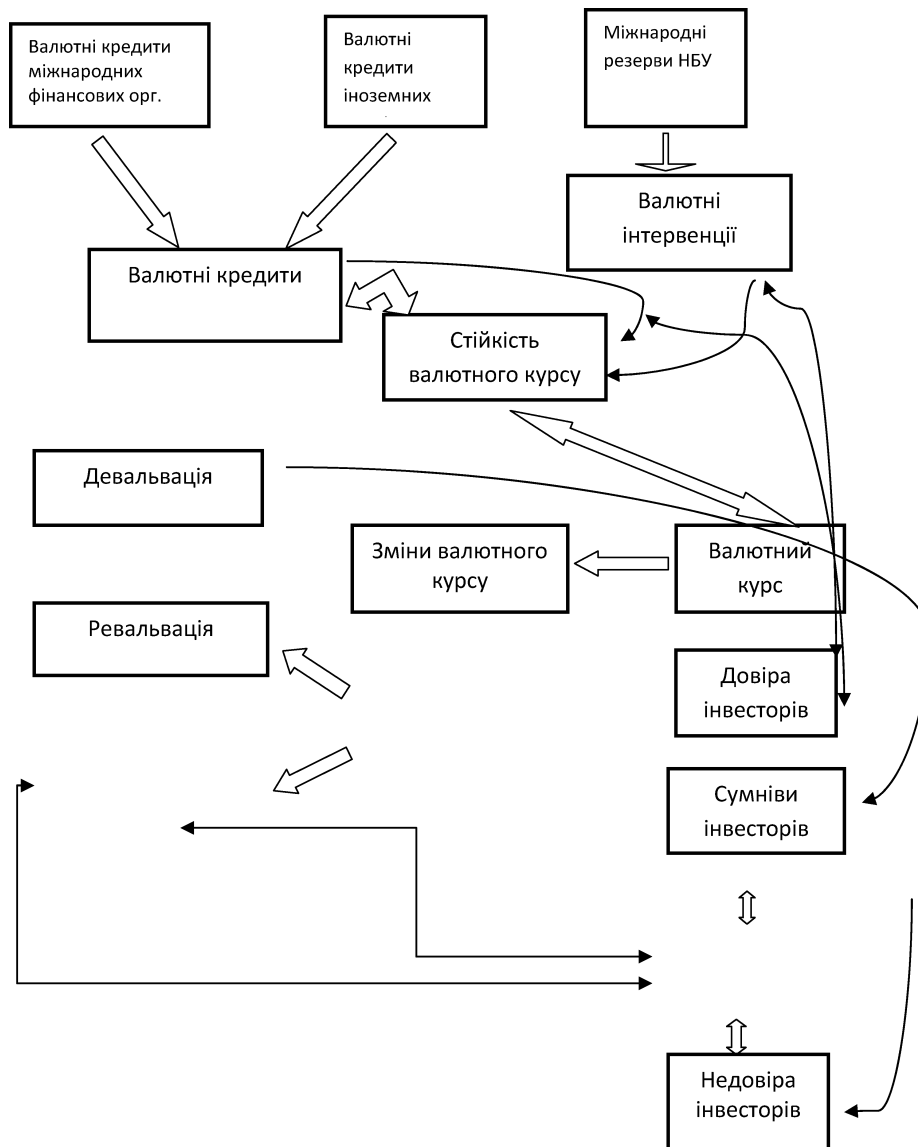 Валютні кредити
міжнародних
фінансових орг.
Валютні
кредити
іноземних
Міжнародні
резерви НБУ
Валютні
інтервенції
Валютні кредити
Стійкість
валютного курсу
Девальвація
Зміни валютного
курсу
Валютний
курс
Ревальвація
Довіра
інвесторів
Сумніви
інвесторів
Недовіра
інвесторів